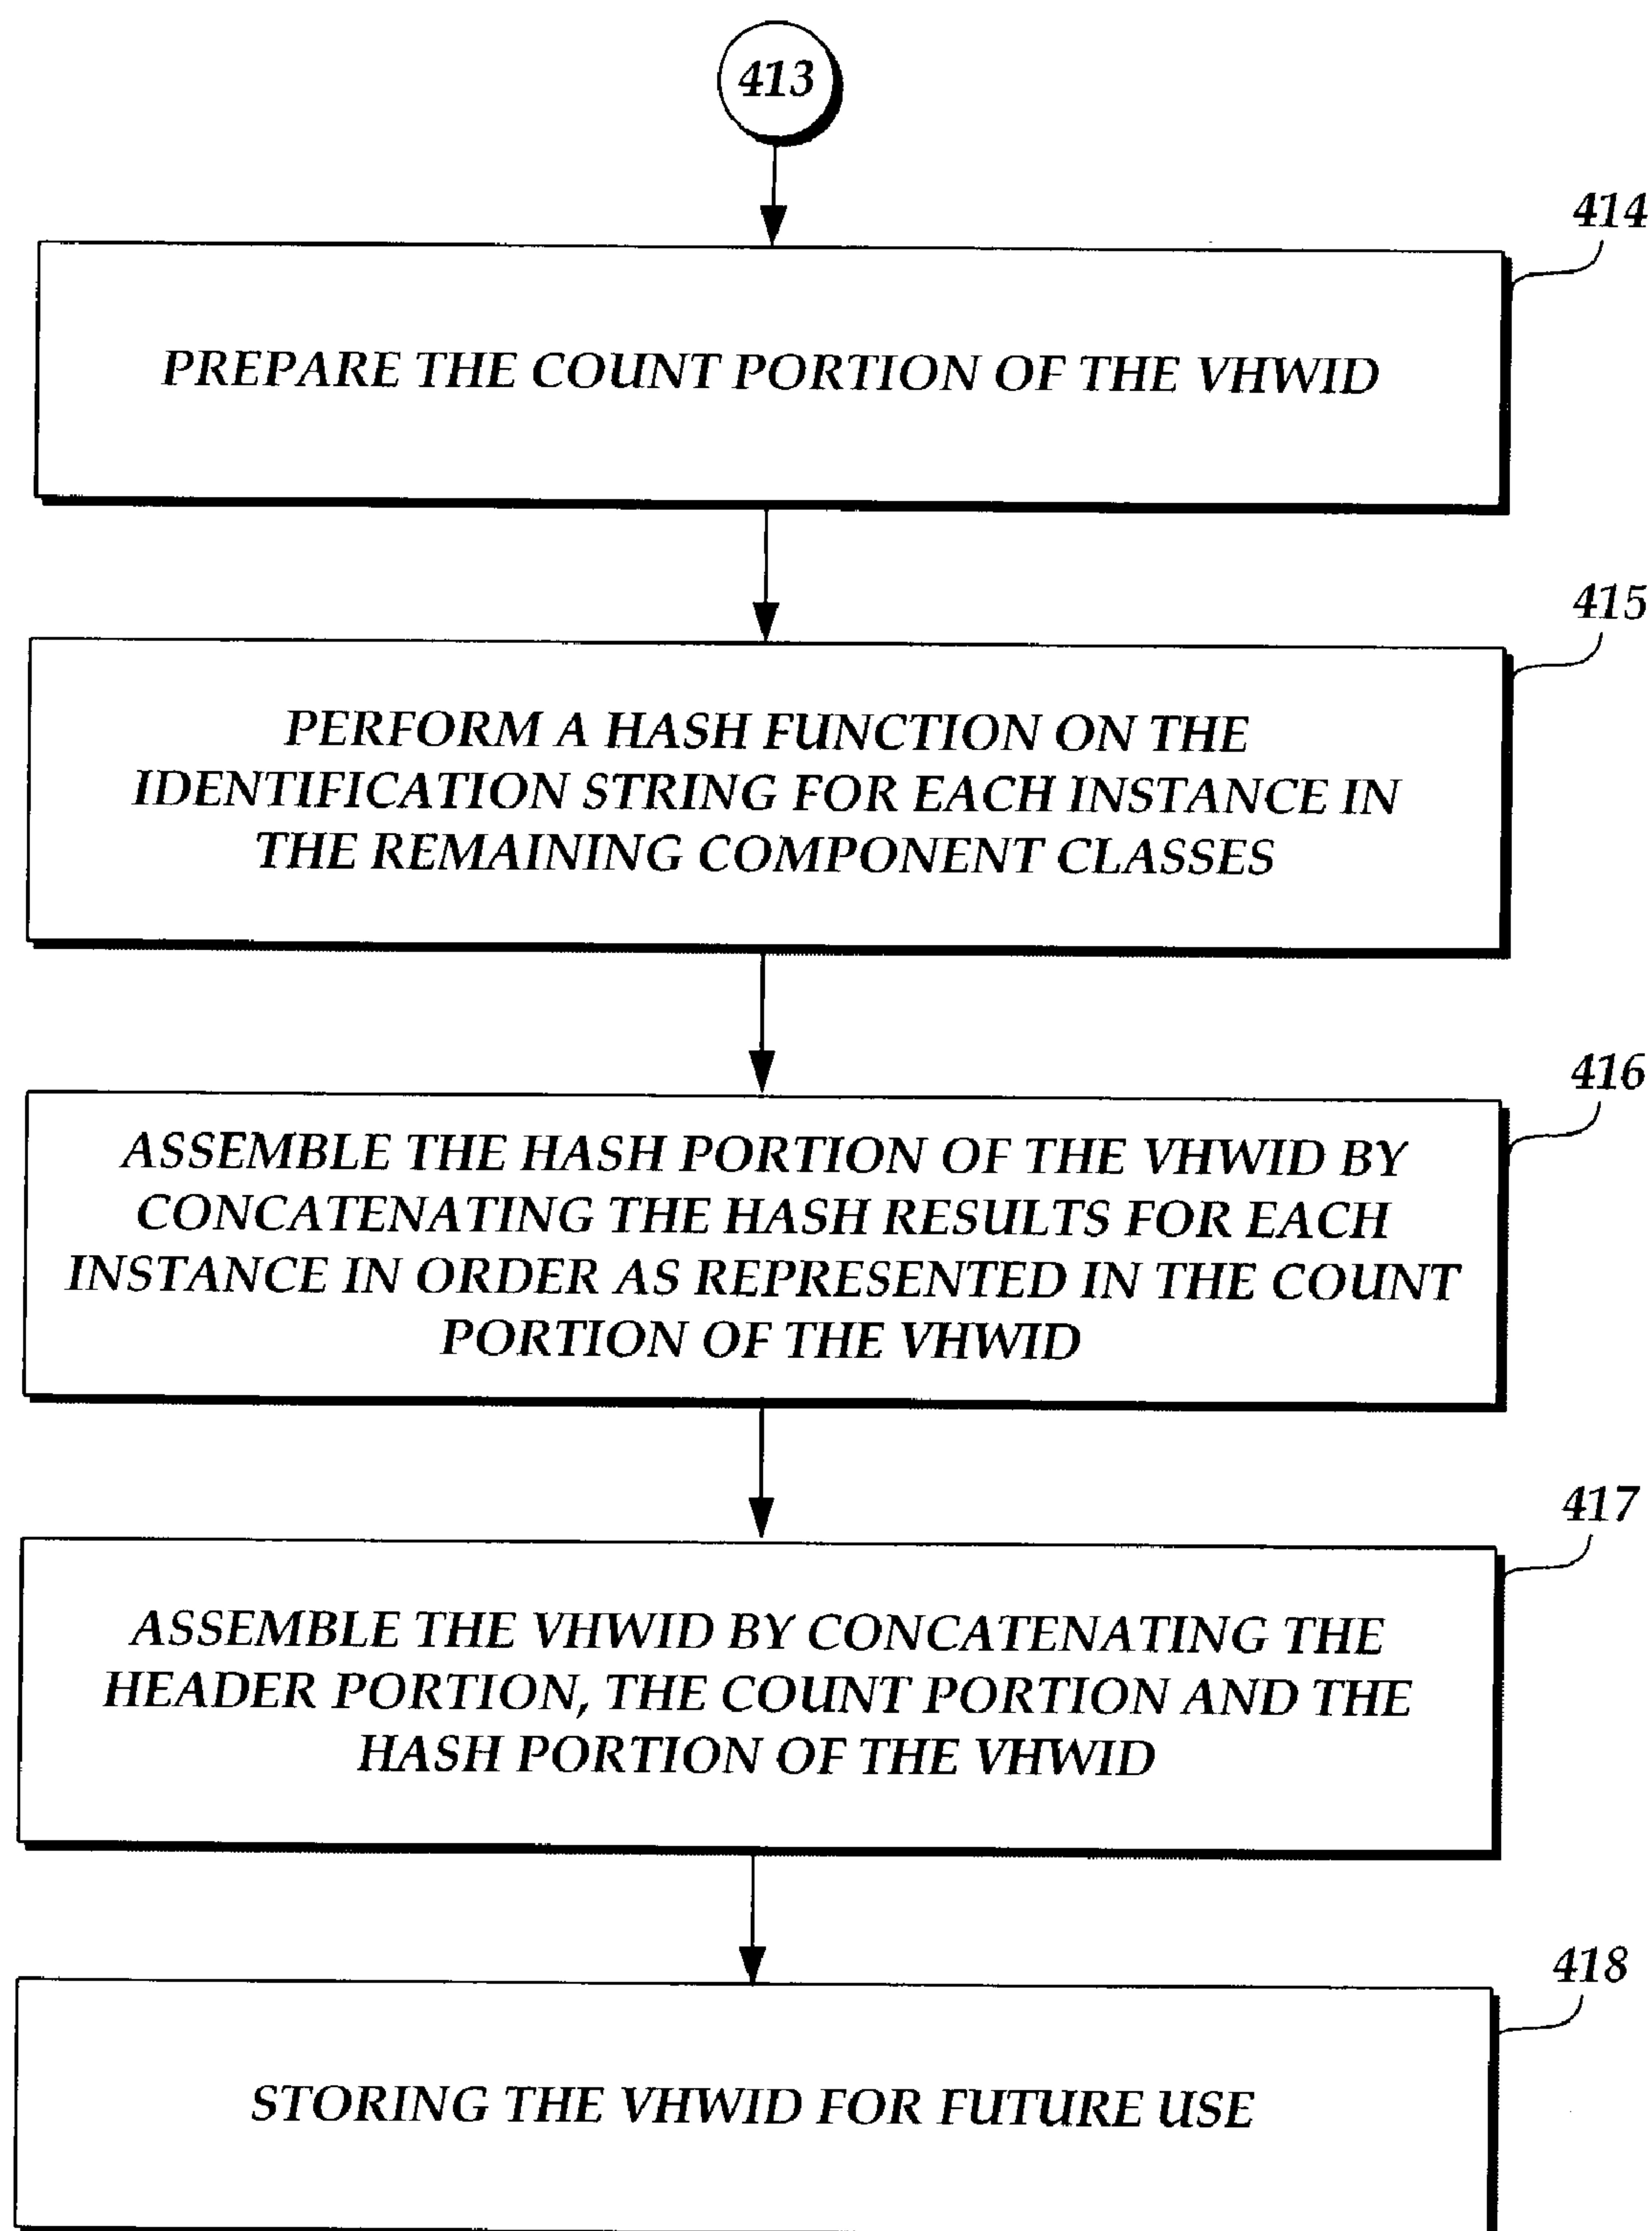 413
414
PREPARE THE COUNT PORTION OF THE VHWID
415
PERFORM A HASH FUNCTION ON THE
IDENTIFICATION STRING FOR EACH INSTANCE IN
THE REMAINING COMPONENT CLASSES
416
ASSEMBLE THE HASH PORTION OF THE VHWID BY
CONCATENATING THE HASH RESULTS FOR EACH
INSTANCE IN ORDER AS REPRESENTED IN THE COUNT
PORTION OF THE VHWID
417
ASSEMBLE THE VHWID BY CONCATENATING THE
HEADER PORTION, THE COUNT PORTION AND THE
HASH PORTION OF THE VHWID
418
STORING THE VHWID FOR FUTURE USE